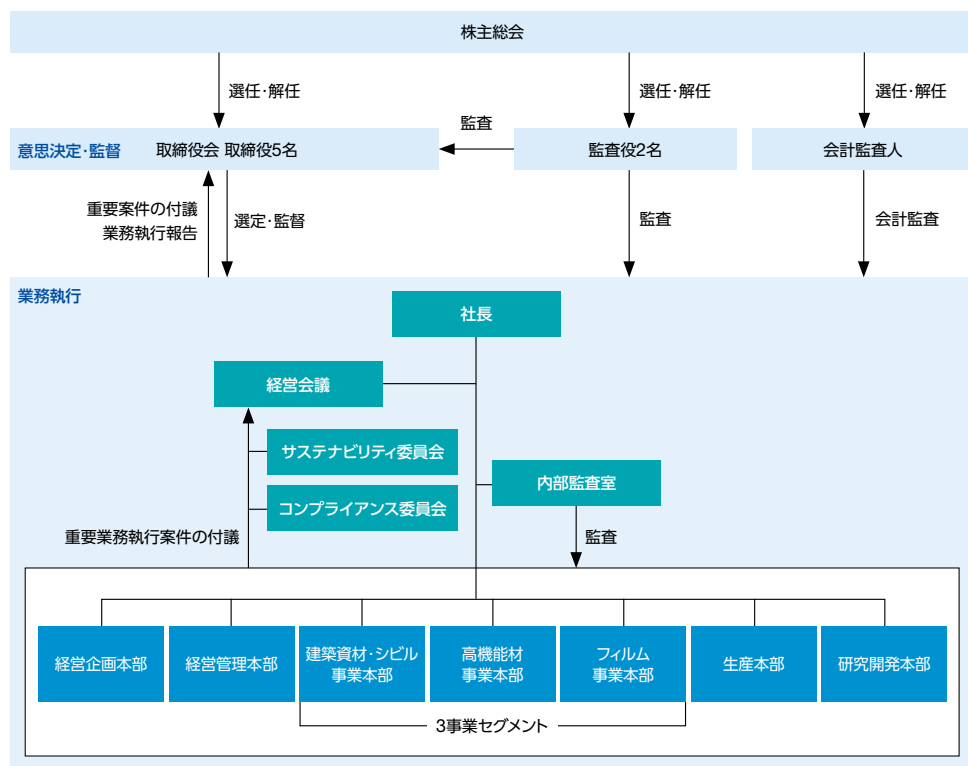 株主総会
選任・解任
選任・解任
選任・解任
監査
意思決定・監督
取締役会 取締役5名
監査役2名
会計監査人
重要案件の付議
業務執行報告
選定・監督
監査
会計監査
業務執行
社長
経営会議
サステナビリティ委員会
内部監査室
コンプライアンス委員会
重要業務執行案件の付議
監査
経営企画本部
経営管理本部
建築資材・シビル
事業本部
高機能材
事業本部
フィルム
事業本部
生産本部
研究開発本部
3事業セグメント